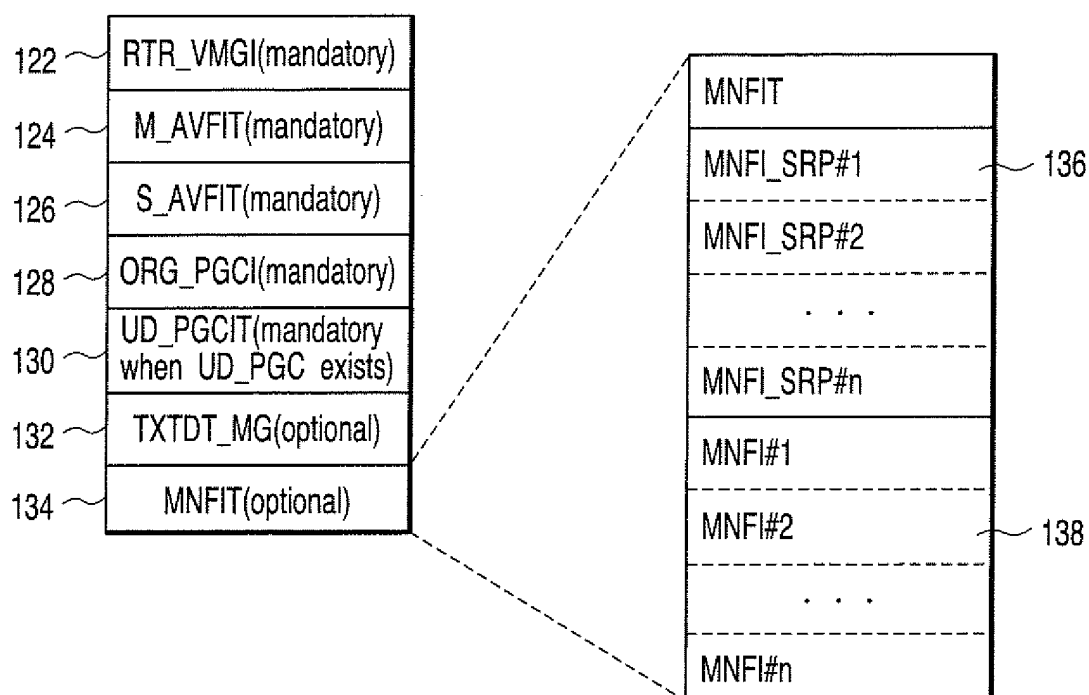 122 RTR_VMGI(mandatory)
124 M_AVFIT(mandatory)
126 S_AVFIT(mandatory)
128 ORG_PGCI(mandatory)
130 UD_PGCIT(mandatory
when UD_PGC exists)
132 TXTDT_MG(optional)
134 MNFIT(optional)
MNFIT
MNFI_SRP#1 136
MNFI_SRP#2
. . .
MNFI_SRP#n
MNFI#1
MNFI#2 138
. . .
MNFI#n